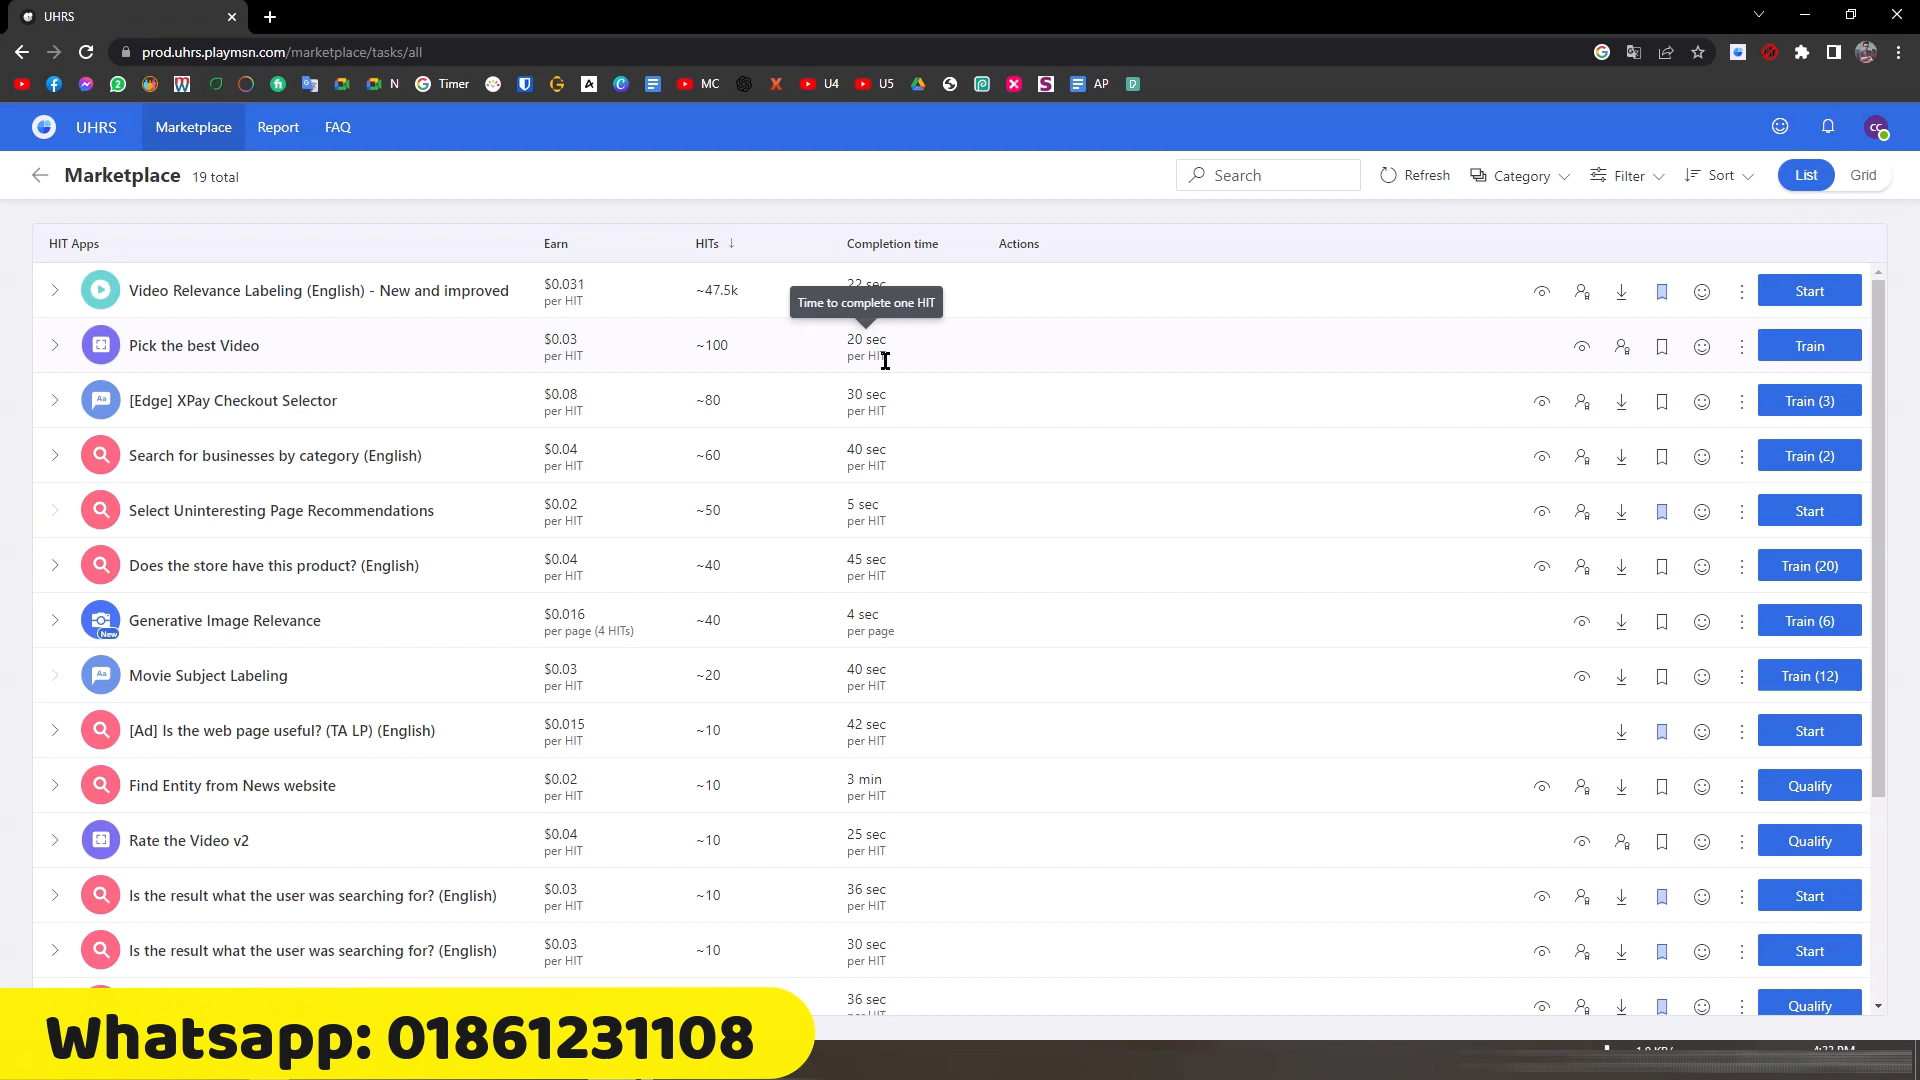 UHRS
prod.uhrs.playmsn.com/marketplace/tasks/all
N Timer MC U4 U5 AP
UHRS Marketplace Report FAQ CC
Marketplace 19 total Search Refresh Category Filter Sort List Grid
HIT Apps Earn HITs ↓ Completion time Actions
Video Relevance Labeling (English) - New and improved $0.031 per HIT ~47.5k 22 sec Start
Time to complete one HIT
Pick the best Video $0.03 per HIT ~100 20 sec per HIT Train
[Edge] XPay Checkout Selector $0.08 per HIT ~80 30 sec per HIT Train (3)
Search for businesses by category (English) $0.04 per HIT ~60 40 sec per HIT Train (2)
Select Uninteresting Page Recommendations $0.02 per HIT ~50 5 sec per HIT Start
Does the store have this product? (English) $0.04 per HIT ~40 45 sec per HIT Train (20)
New Generative Image Relevance $0.016 per page (4 HITs) ~40 4 sec per page Train (6)
Movie Subject Labeling $0.03 per HIT ~20 40 sec per HIT Train (12)
[Ad] Is the web page useful? (TA LP) (English) $0.015 per HIT ~10 42 sec per HIT Start
Find Entity from News website $0.02 per HIT ~10 3 min per HIT Qualify
Rate the Video v2 $0.04 per HIT ~10 25 sec per HIT Qualify
Is the result what the user was searching for? (English) $0.03 per HIT ~10 36 sec per HIT Start
Is the result what the user was searching for? (English) $0.03 per HIT ~10 30 sec per HIT Start
36 sec per HIT Qualify
Whatsapp: 01861231108